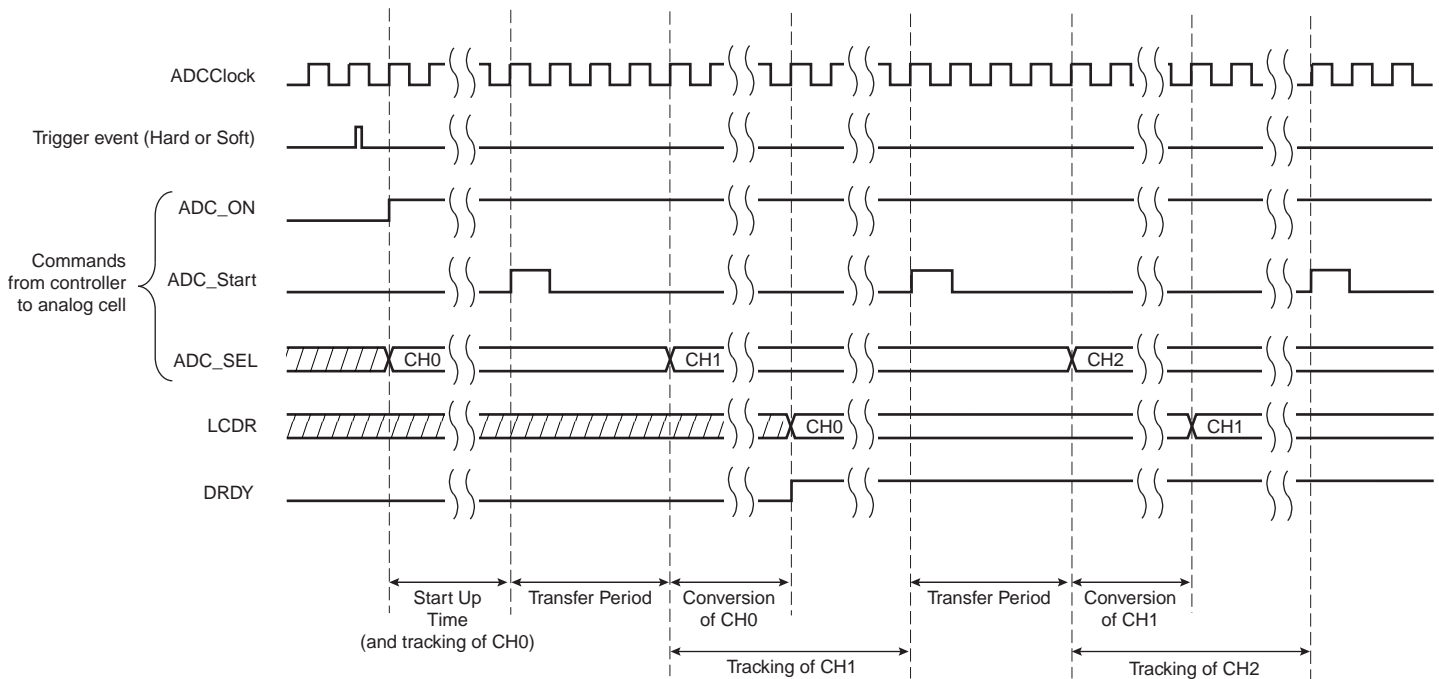 ADCClock
Trigger event (Hard or Soft)
ADC_ON
Commands
from controller
to analog cell
ADC_Start
ADC_SEL
CH0
CH1
CH2
LCDR
CH0
CH1
DRDY
Start Up
Time
(and tracking of CH0)
Transfer Period
Conversion
of CH0
Transfer Period
Conversion
of CH1
Tracking of CH1
Tracking of CH2